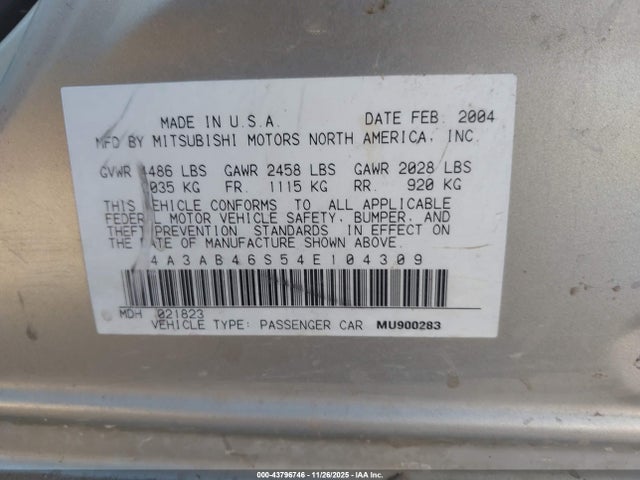 MADE IN U.S.A. DATE FEB. 2004
MFD BY MITSUBISHI MOTORS NORTH AMERICA, INC.
GVWR 4486 LBS GAWR 2458 LBS GAWR 2028 LBS
2035 KG FR. 1115 KG RR. 920 KG
THIS VEHICLE CONFORMS TO ALL APPLICABLE
FEDERAL MOTOR VEHICLE SAFETY, BUMPER, AND
THEFT PREVENTION STANDARDS IN EFFECT ON
THE DATE OF MANUFACTURE SHOWN ABOVE.
4A3AB46S54E104309
MDH 021823
VEHICLE TYPE: PASSENGER CAR MU900283
000-43796746 | 11/26/2025 | IAA Inc.